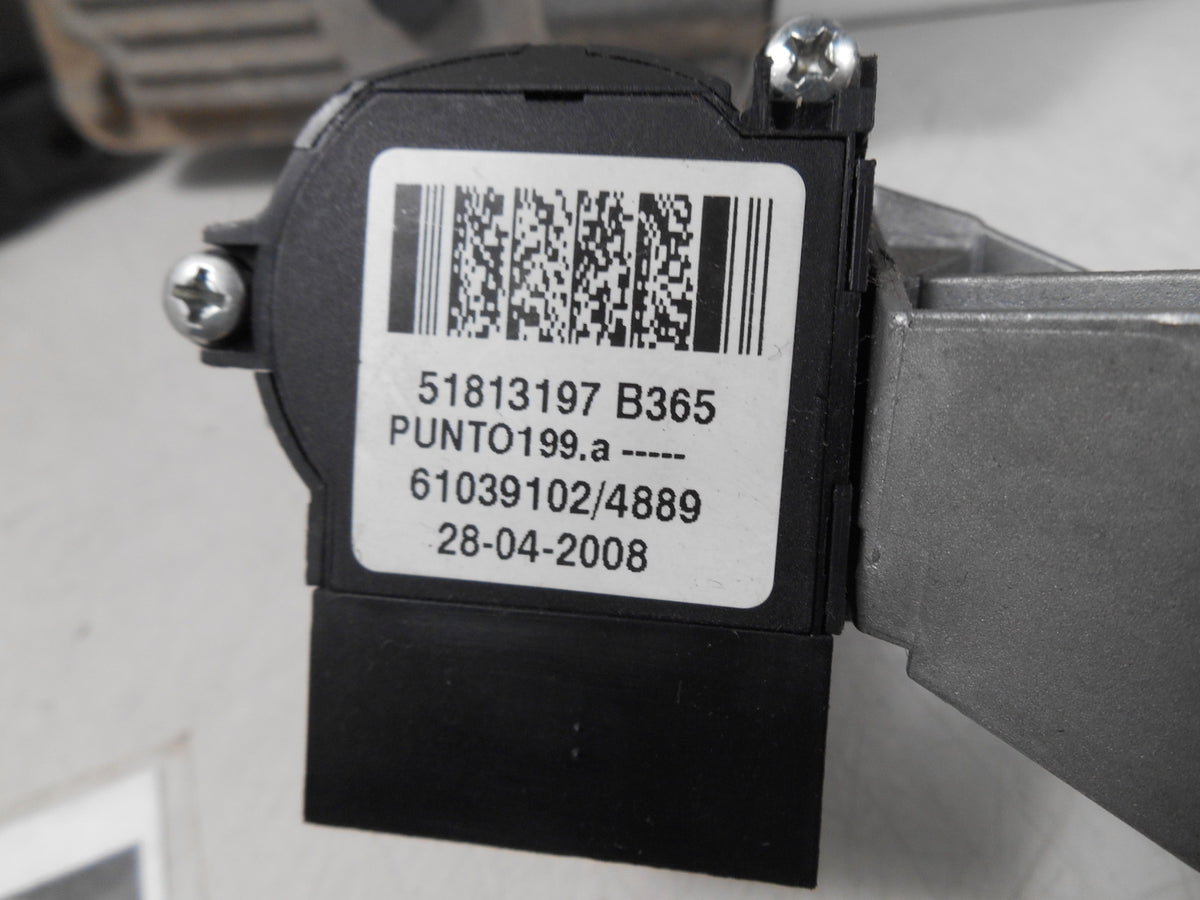 51813197 B365
PUNTO199.a -----
61039102/4889
28-04-2008